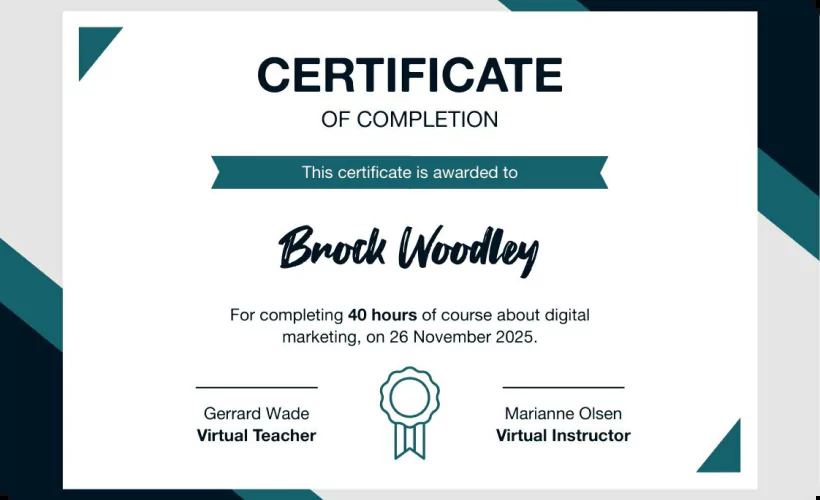 CERTIFICATE
OF COMPLETION
This certificate is awarded to
Brock Woodley
For completing 40 hours of course about digital
marketing, on 26 November 2025.
Gerrard Wade
Virtual Teacher
Marianne Olsen
Virtual Instructor